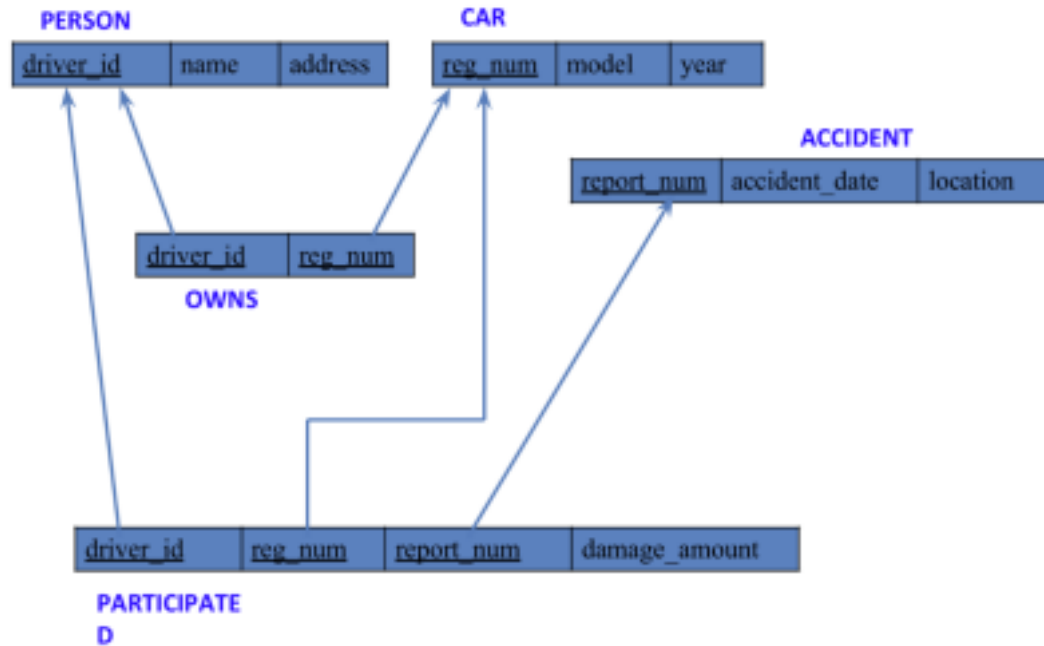 PERSON
CAR
driver_id name address
reg_num model year
ACCIDENT
report_num accident_date location
driver_id reg_num
OWNS
driver_id reg_num report_num damage_amount
PARTICIPATE
D